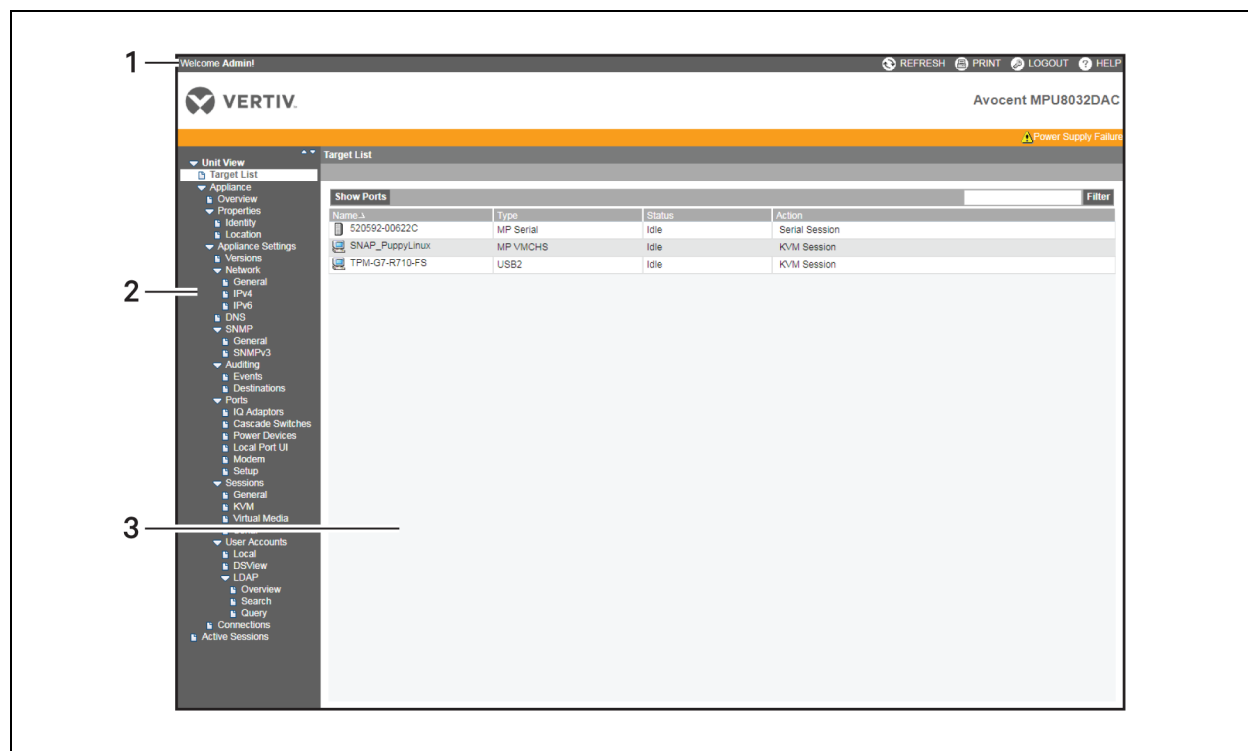 1
Welcome Admin!
REFRESH PRINT LOGOUT ? HELP
VERTIV.
Avocent MPU8032DAC
Power Supply Failure
Unit View
Target List
Appliance
Overview
Properties
Identity
Location
Appliance Settings
Versions
Network
General
IPv4
IPv6
DNS
SNMP
General
SNMPv3
Auditing
Events
Destinations
Ports
IQ Adaptors
Cascade Switches
Power Devices
Local Port UI
Modem
Setup
Sessions
General
KVM
Virtual Media
User Accounts
Local
DSView
LDAP
Overview
Search
Query
Connections
Active Sessions
2
3
Target List
Show Ports Filter
Name Type Status Action
520592-00622C MP Serial Idle Serial Session
SNAP_PuppyLinux MP VMCHS Idle KVM Session
TPM-G7-R710-FS USB2 Idle KVM Session